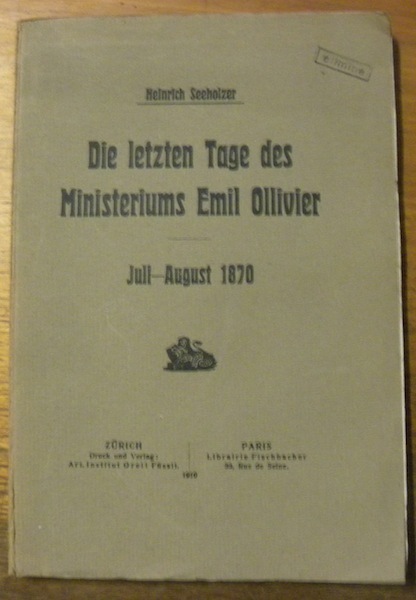 Heinrich Seeholzer
Die letzten Tage des
Ministeriums Emil Ollivier
Juli—August 1870
ZÜRICH
Druck und Verlag:
Art. Institut Orell Füssli.
PARIS
Librairie Fischbacher
33, Rue de Seine.